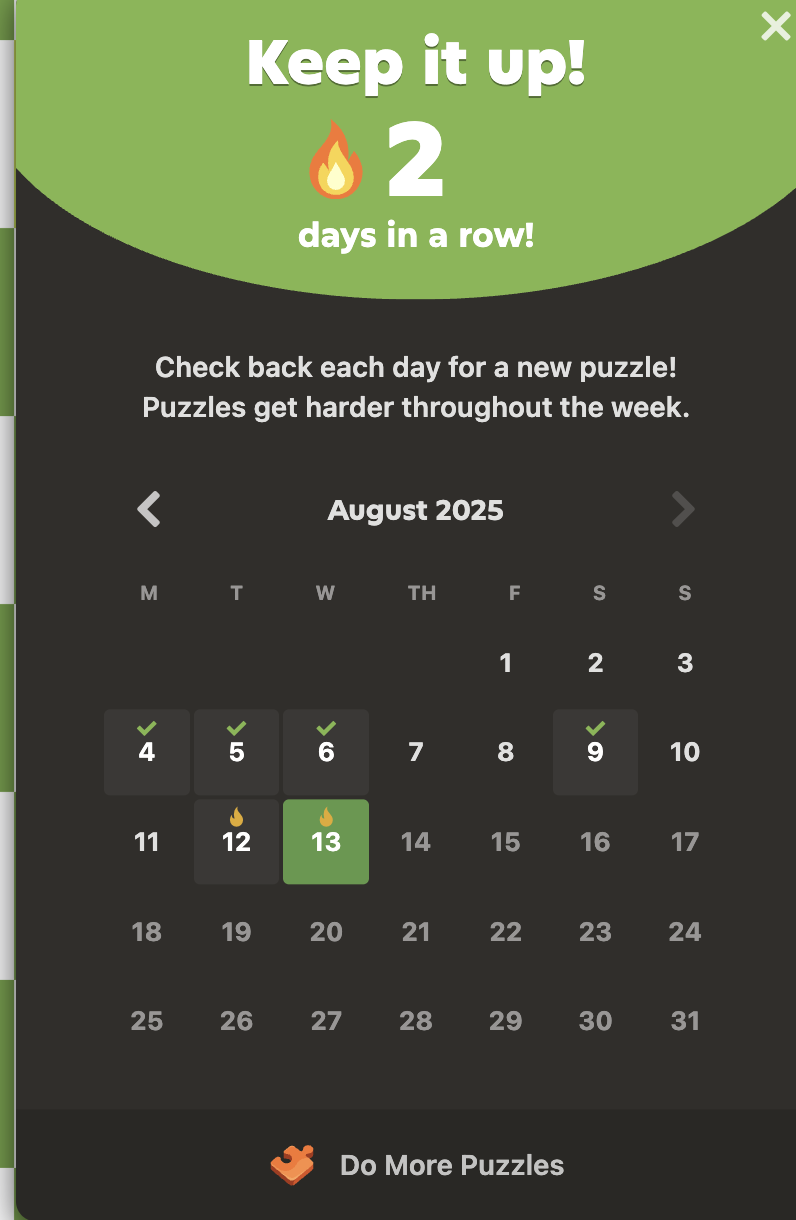 Keep it up!
2
days in a row!
Check back each day for a new puzzle!
Puzzles get harder throughout the week.
August 2025
M T W TH F S S
1 2 3
4 5 6 7 8 9 10
11 12 13 14 15 16 17
18 19 20 21 22 23 24
25 26 27 28 29 30 31
Do More Puzzles